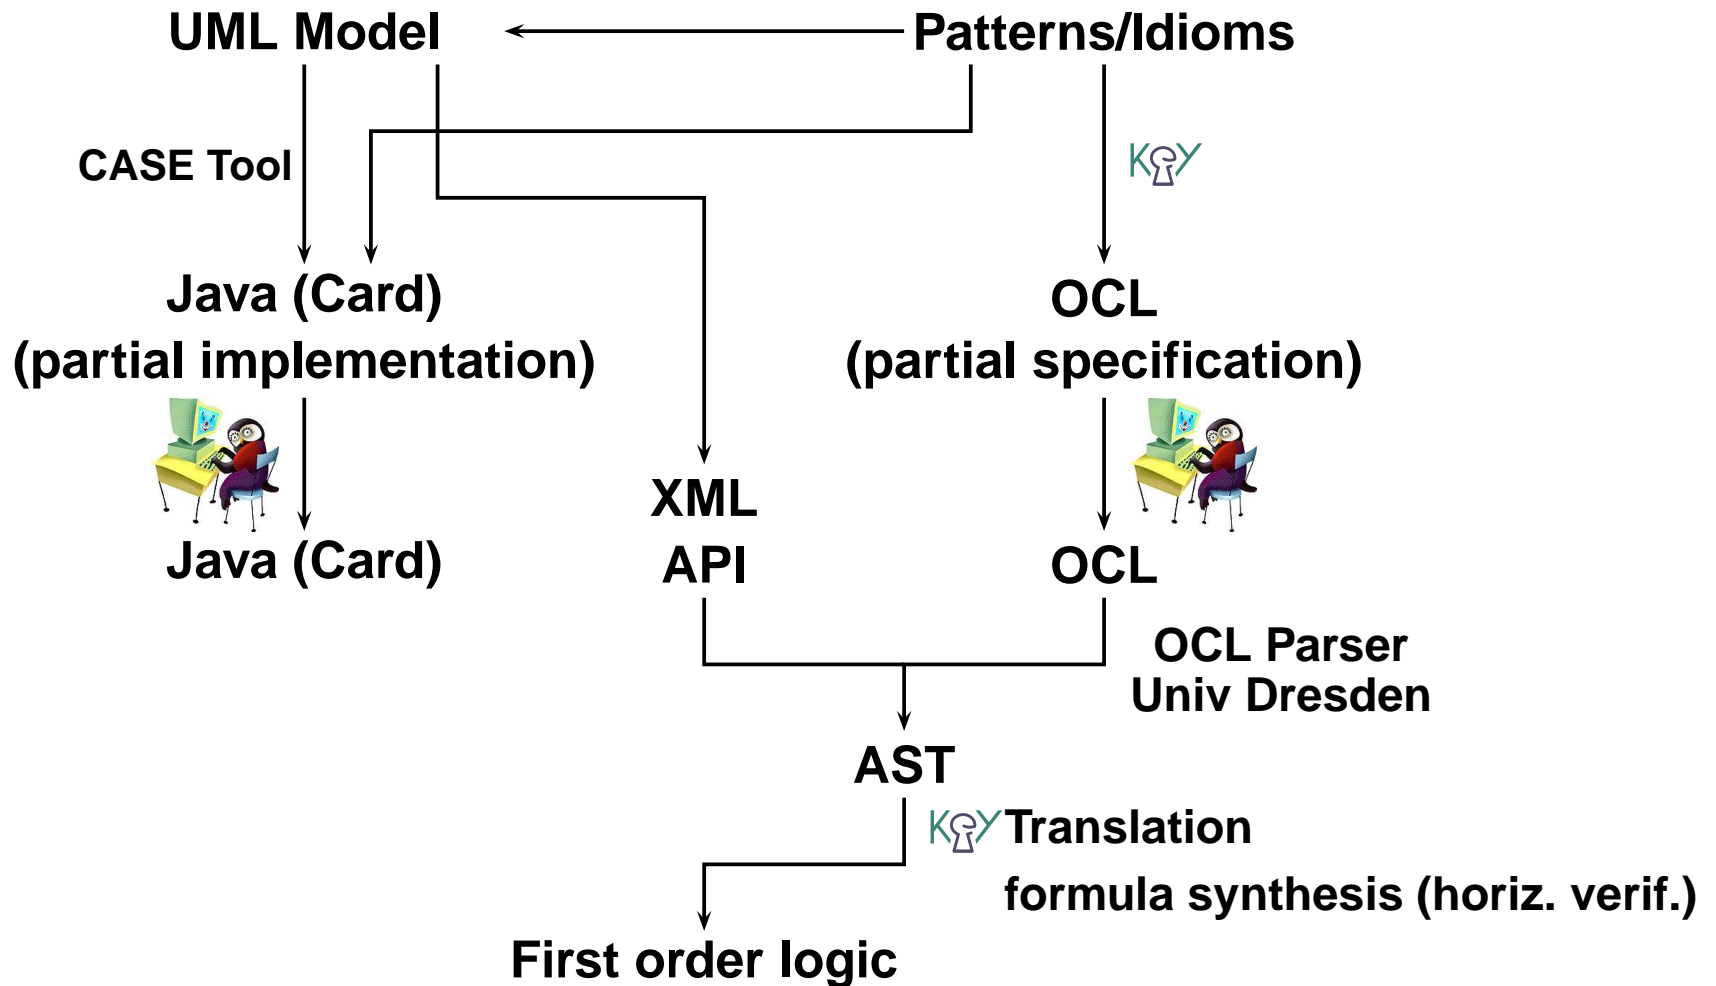 UML Model
Patterns/Idioms
CASE Tool
KeY
Java (Card)
(partial implementation)
OCL
(partial specification)
XML
API
Java (Card)
OCL
OCL Parser
Univ Dresden
AST
KeY Translation
formula synthesis (horiz. verif.)
First order logic